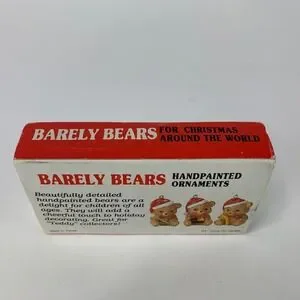 BARELY BEARS FOR CHRISTMAS
AROUND THE WORLD
BARELY BEARS HANDPAINTED
ORNAMENTS
Beautifully detailed
handpainted bears are a
delight for children of all
ages. They will add a
cheerful touch to holiday
decorating. Great for
"Teddy" collectors!